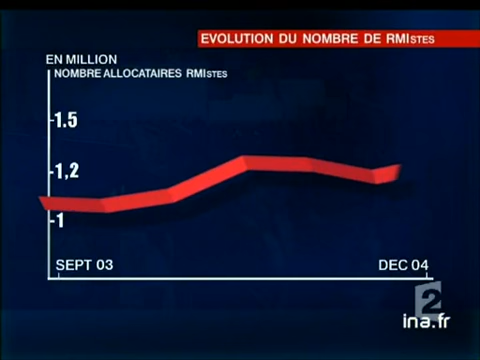 EVOLUTION DU NOMBRE DE RMISTES
EN MILLION
NOMBRE ALLOCATAIRES RMISTES
1.5
1,2
1
SEPT 03
DEC 04
2
ina.fr